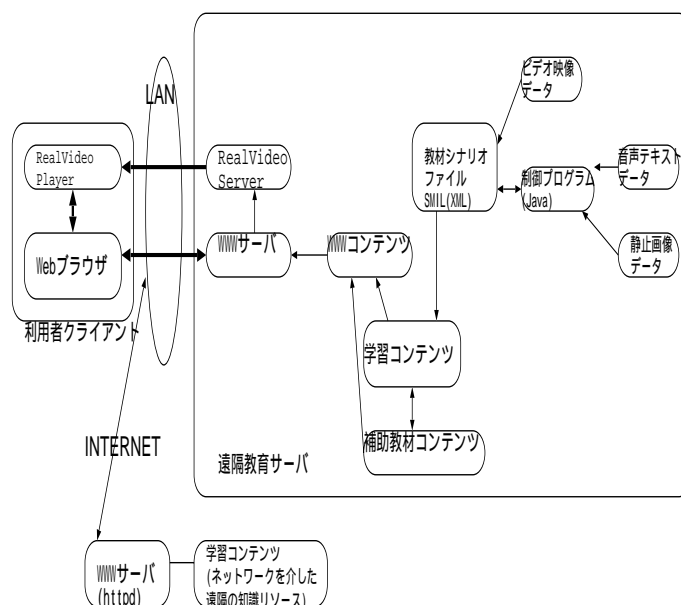 ビデオ映像
データ
LAN
RealVideo
Player
RealVideo
Server
教材シナリオ
ファイル
SMIL(XML)
制御プログラム
(Java)
音声テキスト
データ
静止画像
データ
Webブラウザ
WWWサーバ
WWWコンテンツ
利用者クライアント
学習コンテンツ
補助教材コンテンツ
INTERNET
遠隔教育サーバ
WWWサーバ
(httpd)
学習コンテンツ
(ネットワークを介した
遠隔の知識リソース)